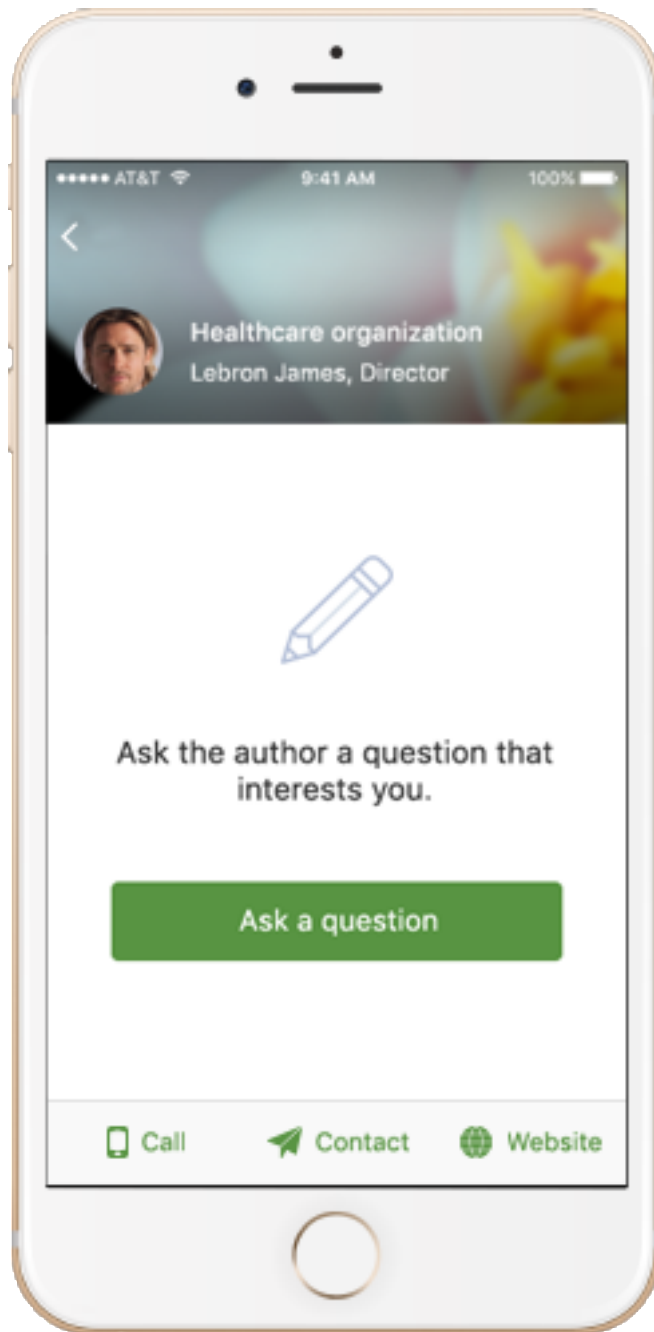 AT&T 9:41 AM 100%
Healthcare organization
Lebron James, Director
Ask the author a question that
interests you.
Ask a question
Call Contact Website